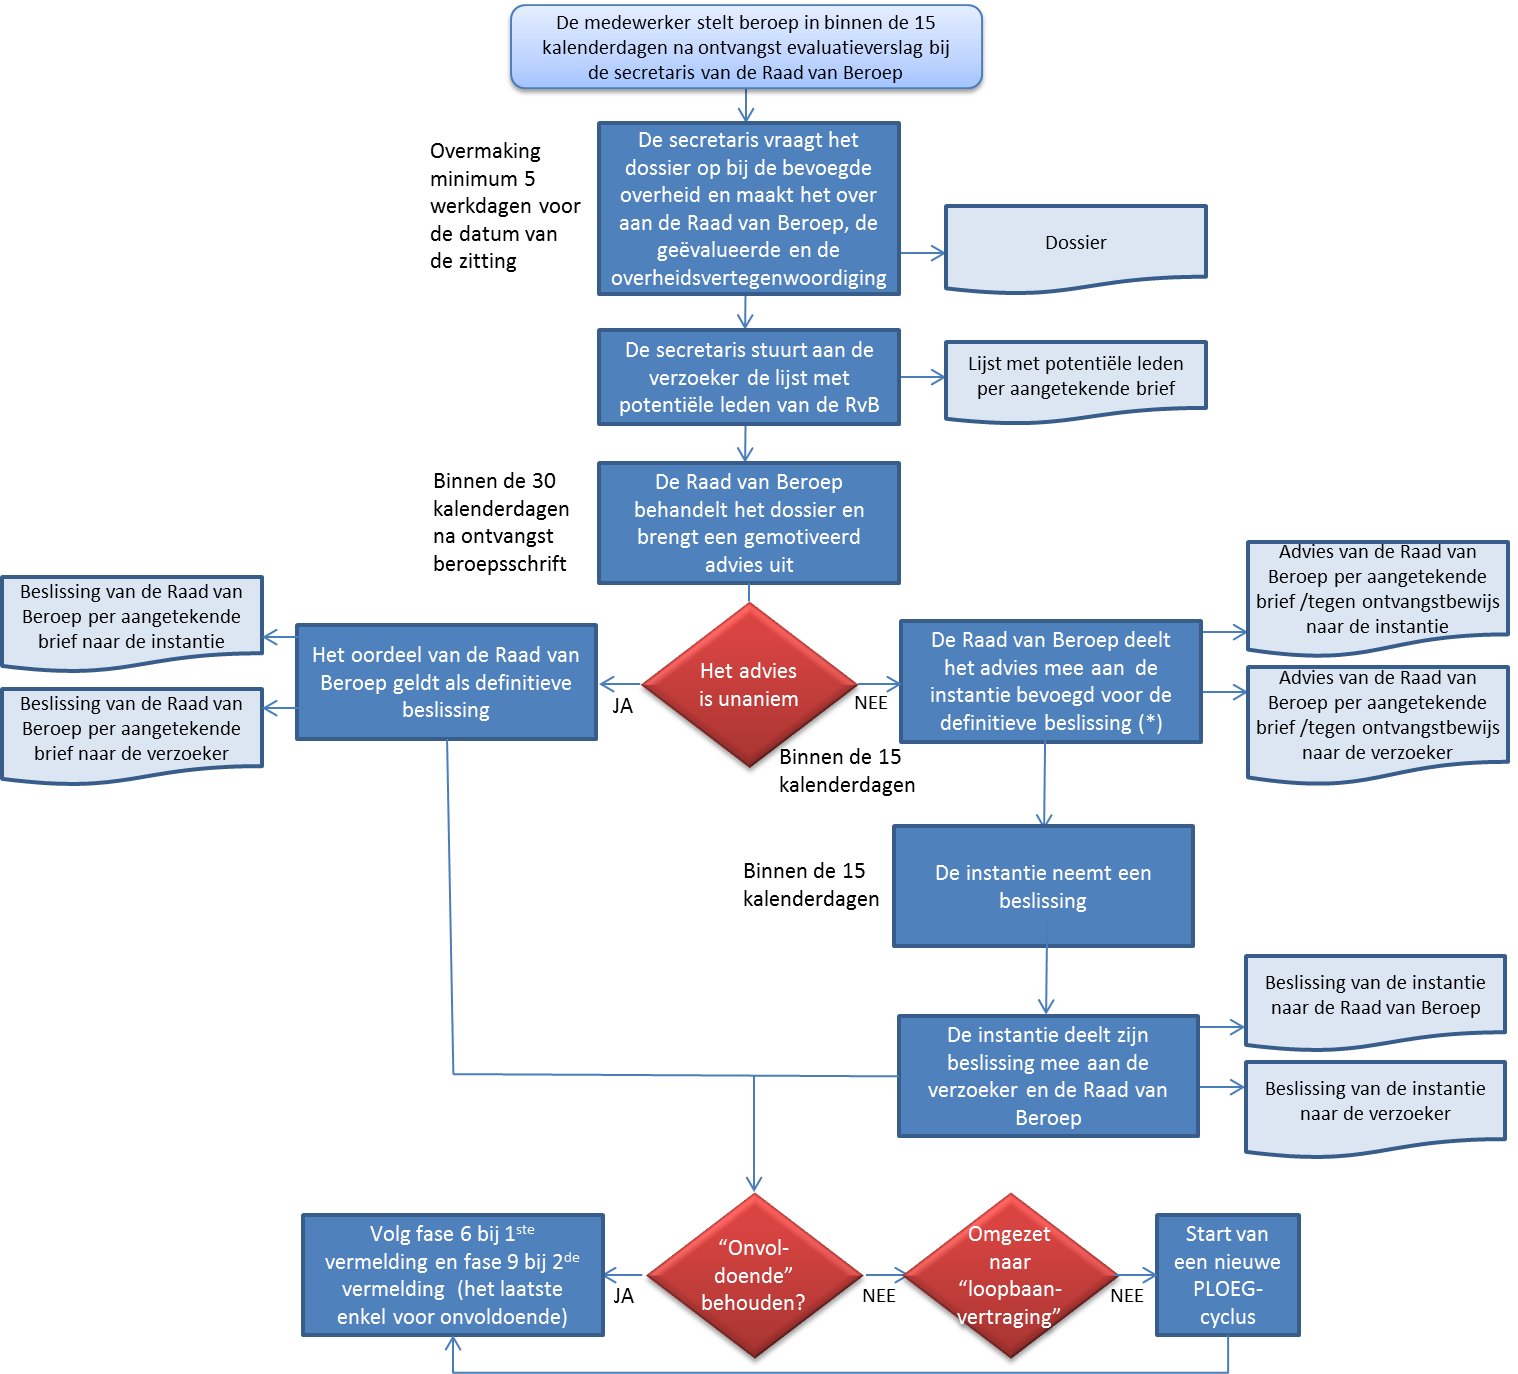 De medewerker stelt beroep in binnen de 15
kalenderdagen na ontvangst evaluatieverslag bij
de secretaris van de Raad van Beroep
Overmaking
minimum 5
werkdagen voor
de datum van
de zitting
De secretaris vraagt het
dossier op bij de bevoegde
overheid en maakt het over
aan de Raad van Beroep, de
geëvalueerde en de
overheidsvertegenwoordiging
Dossier
De secretaris stuurt aan de
verzoeker de lijst met
potentiële leden van de RvB
Lijst met potentiële leden
per aangetekende brief
Binnen de 30
kalenderdagen
na ontvangst
beroepsschrift
De Raad van Beroep
behandelt het dossier en
brengt een gemotiveerd
advies uit
Beslissing van de Raad van
Beroep per aangetekende
brief naar de instantie
Beslissing van de Raad van
Beroep per aangetekende
brief naar de verzoeker
Het oordeel van de Raad van
Beroep geldt als definitieve
beslissing
JA
Het advies
is unaniem
NEE
De Raad van Beroep deelt
het advies mee aan de
instantie bevoegd voor de
definitieve beslissing (*)
Advies van de Raad van
Beroep per aangetekende
brief /tegen ontvangstbewijs
naar de instantie
Advies van de Raad van
Beroep per aangetekende
brief /tegen ontvangstbewijs
naar de verzoeker
Binnen de 15
kalenderdagen
Binnen de 15
kalenderdagen
De instantie neemt een
beslissing
De instantie deelt zijn
beslissing mee aan de
verzoeker en de Raad van
Beroep
Beslissing van de instantie
naar de Raad van Beroep
Beslissing van de instantie
naar de verzoeker
Volg fase 6 bij 1ste
vermelding en fase 9 bij 2de
vermelding (het laatste
enkel voor onvoldoende)
JA
“Onvol-
doende”
behouden?
NEE
Omgezet
naar
“loopbaan-
vertraging”
NEE
Start van
een nieuwe
PLOEG-
cyclus